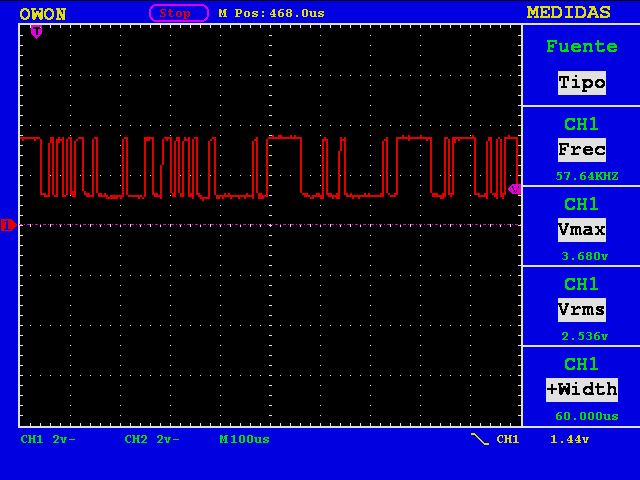 OWON Stop M Pos:468.0us MEDIDAS
T
Fuente
Tipo
CH1
Frec
57.64KHZ
CH1
Vmax
3.680v
CH1
Vrms
2.536v
CH1
+Width
60.000us
1
CH1 2v- CH2 2v- M100us CH1 1.44v